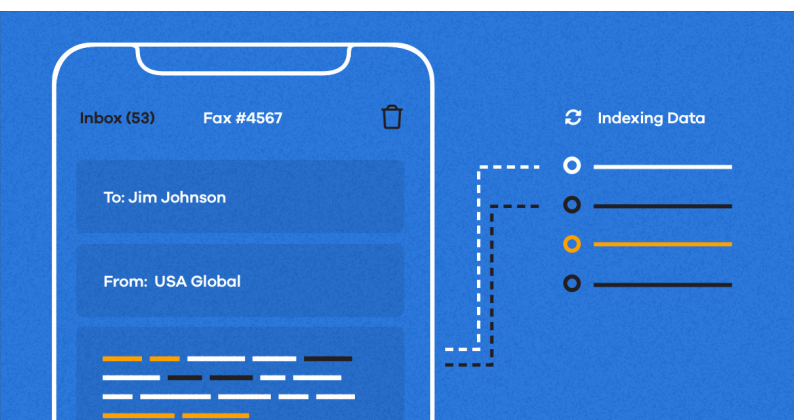 Inbox (53) Fax #4567
To: Jim Johnson
From: USA Global
Indexing Data